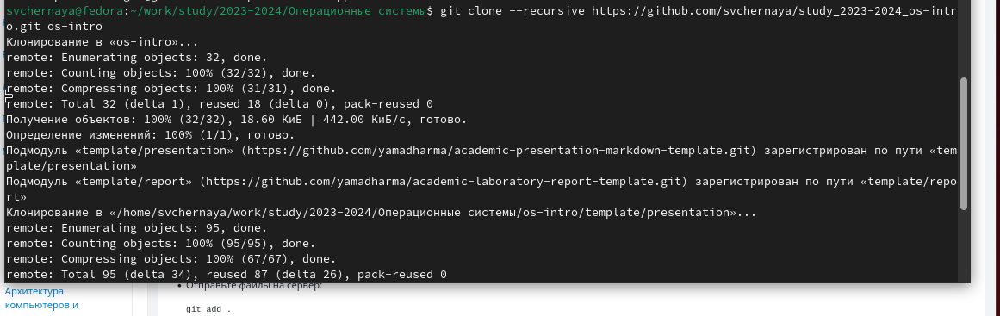 svchernaya@fedora:~/work/study/2023-2024/Операционные системы$ git clone --recursive https://github.com/svchernaya/study_2023-2024_os-intr
o.git os-intro
Клонирование в «os-intro»...
remote: Enumerating objects: 32, done.
remote: Counting objects: 100% (32/32), done.
remote: Compressing objects: 100% (31/31), done.
remote: Total 32 (delta 1), reused 18 (delta 0), pack-reused 0
Получение объектов: 100% (32/32), 18.60 КиБ | 442.00 КиБ/с, готово.
Определение изменений: 100% (1/1), готово.
Подмодуль «template/presentation» (https://github.com/yamadharma/academic-presentation-markdown-template.git) зарегистрирован по пути «tem
plate/presentation»
Подмодуль «template/report» (https://github.com/yamadharma/academic-laboratory-report-template.git) зарегистрирован по пути «template/repo
rt»
Клонирование в «/home/svchernaya/work/study/2023-2024/Операционные системы/os-intro/template/presentation»...
remote: Enumerating objects: 95, done.
remote: Counting objects: 100% (95/95), done.
remote: Compressing objects: 100% (67/67), done.
remote: Total 95 (delta 34), reused 87 (delta 26), pack-reused 0
• Отправьте файлы на сервер:
Архитектура
компьютеров и
git add .